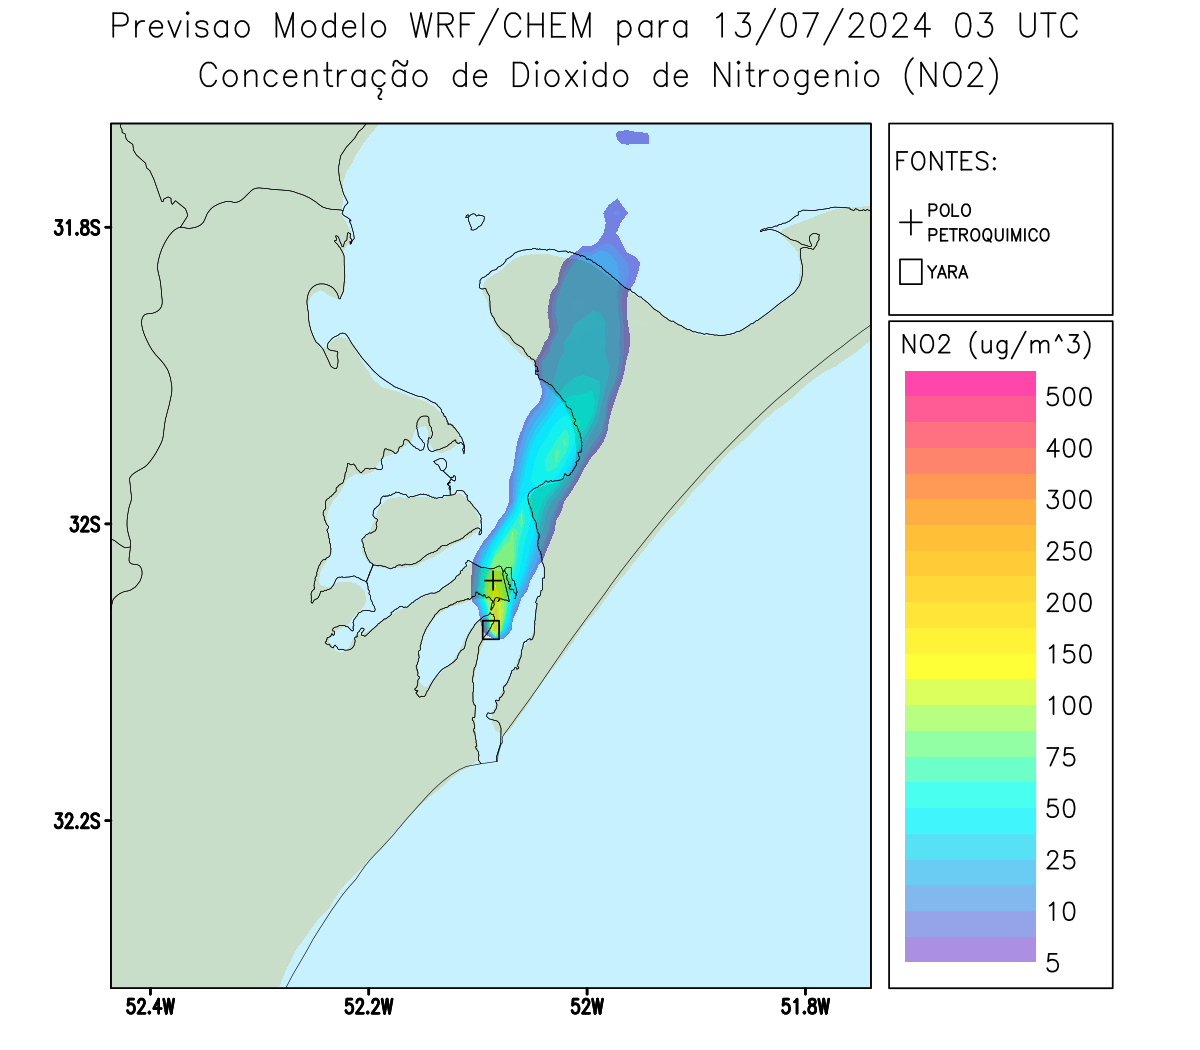 Previsao Modelo WRF/CHEM para 13/07/2024 03 UTC
Concentração de Dioxido de Nitrogenio (NO2)
FONTES:
POLO
PETROQUIMICO
YARA
31.8S
32S
32.2S
52.4W
52.2W
52W
51.8W
NO2 (ug/m^3)
500
400
300
250
200
150
100
75
50
25
10
5